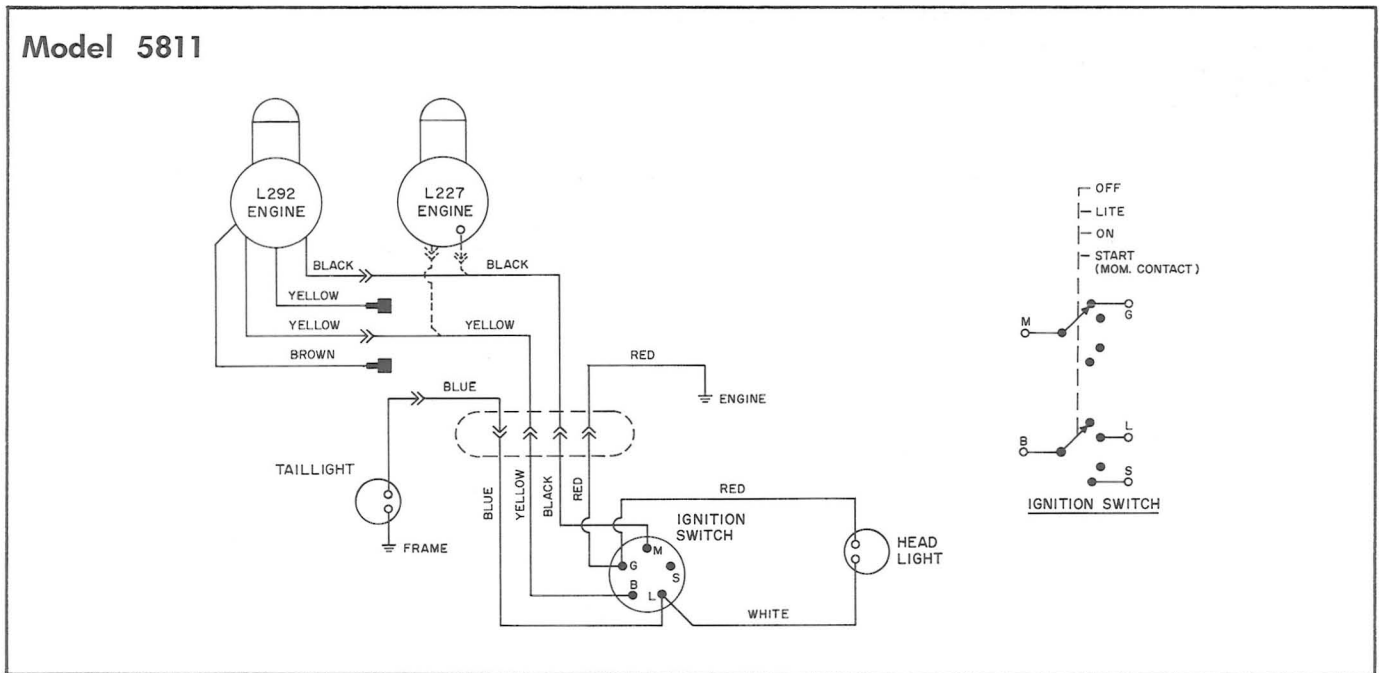 Model 5811
L292
ENGINE
L227
ENGINE
OFF
LITE
ON
START
(MOM. CONTACT)
BLACK
BLACK
YELLOW
YELLOW
YELLOW
BROWN
RED
BLUE
ENGINE
M
G
B
L
S
IGNITION SWITCH
TAILLIGHT
FRAME
BLUE
YELLOW
BLACK
RED
RED
IGNITION
SWITCH
M
G
S
B
L
HEAD
LIGHT
WHITE